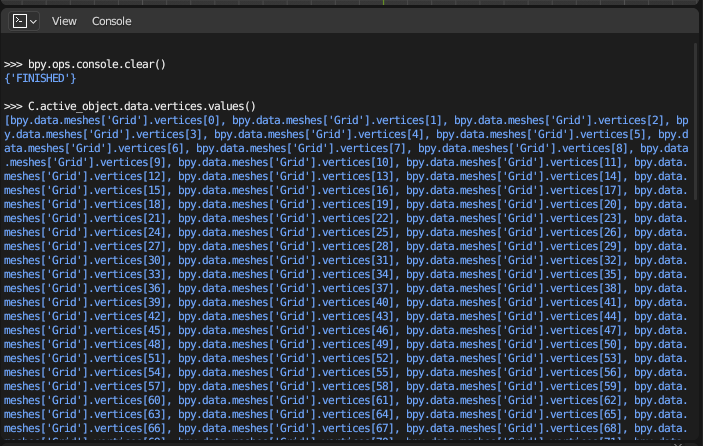 View Console
>>> bpy.ops.console.clear()
{'FINISHED'}
>>> C.active_object.data.vertices.values()
[bpy.data.meshes['Grid'].vertices[0], bpy.data.meshes['Grid'].vertices[1], bpy.data.meshes['Grid'].vertices[2], bp
y.data.meshes['Grid'].vertices[3], bpy.data.meshes['Grid'].vertices[4], bpy.data.meshes['Grid'].vertices[5], bpy.d
ata.meshes['Grid'].vertices[6], bpy.data.meshes['Grid'].vertices[7], bpy.data.meshes['Grid'].vertices[8], bpy.data
.meshes['Grid'].vertices[9], bpy.data.meshes['Grid'].vertices[10], bpy.data.meshes['Grid'].vertices[11], bpy.data.
meshes['Grid'].vertices[12], bpy.data.meshes['Grid'].vertices[13], bpy.data.meshes['Grid'].vertices[14], bpy.data.
meshes['Grid'].vertices[15], bpy.data.meshes['Grid'].vertices[16], bpy.data.meshes['Grid'].vertices[17], bpy.data.
meshes['Grid'].vertices[18], bpy.data.meshes['Grid'].vertices[19], bpy.data.meshes['Grid'].vertices[20], bpy.data.
meshes['Grid'].vertices[21], bpy.data.meshes['Grid'].vertices[22], bpy.data.meshes['Grid'].vertices[23], bpy.data.
meshes['Grid'].vertices[24], bpy.data.meshes['Grid'].vertices[25], bpy.data.meshes['Grid'].vertices[26], bpy.data.
meshes['Grid'].vertices[27], bpy.data.meshes['Grid'].vertices[28], bpy.data.meshes['Grid'].vertices[29], bpy.data.
meshes['Grid'].vertices[30], bpy.data.meshes['Grid'].vertices[31], bpy.data.meshes['Grid'].vertices[32], bpy.data.
meshes['Grid'].vertices[33], bpy.data.meshes['Grid'].vertices[34], bpy.data.meshes['Grid'].vertices[35], bpy.data.
meshes['Grid'].vertices[36], bpy.data.meshes['Grid'].vertices[37], bpy.data.meshes['Grid'].vertices[38], bpy.data.
meshes['Grid'].vertices[39], bpy.data.meshes['Grid'].vertices[40], bpy.data.meshes['Grid'].vertices[41], bpy.data.
meshes['Grid'].vertices[42], bpy.data.meshes['Grid'].vertices[43], bpy.data.meshes['Grid'].vertices[44], bpy.data.
meshes['Grid'].vertices[45], bpy.data.meshes['Grid'].vertices[46], bpy.data.meshes['Grid'].vertices[47], bpy.data.
meshes['Grid'].vertices[48], bpy.data.meshes['Grid'].vertices[49], bpy.data.meshes['Grid'].vertices[50], bpy.data.
meshes['Grid'].vertices[51], bpy.data.meshes['Grid'].vertices[52], bpy.data.meshes['Grid'].vertices[53], bpy.data.
meshes['Grid'].vertices[54], bpy.data.meshes['Grid'].vertices[55], bpy.data.meshes['Grid'].vertices[56], bpy.data.
meshes['Grid'].vertices[57], bpy.data.meshes['Grid'].vertices[58], bpy.data.meshes['Grid'].vertices[59], bpy.data.
meshes['Grid'].vertices[60], bpy.data.meshes['Grid'].vertices[61], bpy.data.meshes['Grid'].vertices[62], bpy.data.
meshes['Grid'].vertices[63], bpy.data.meshes['Grid'].vertices[64], bpy.data.meshes['Grid'].vertices[65], bpy.data.
meshes['Grid'].vertices[66], bpy.data.meshes['Grid'].vertices[67], bpy.data.meshes['Grid'].vertices[68], bpy.data.